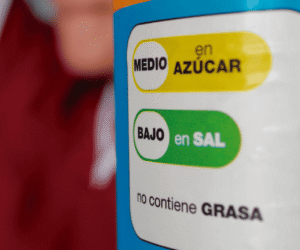 MEDIO en AZÚCAR
BAJO en SAL
no contiene GRASA